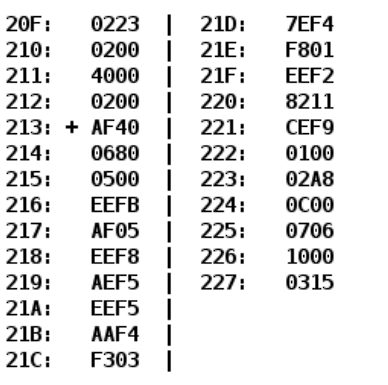 20F: 0223 | 21D: 7EF4
210: 0200 | 21E: F801
211: 4000 | 21F: EEF2
212: 0200 | 220: 8211
213: + AF40 | 221: CEF9
214: 0680 | 222: 0100
215: 0500 | 223: 02A8
216: EEFB | 224: 0C00
217: AF05 | 225: 0706
218: EEF8 | 226: 1000
219: AEF5 | 227: 0315
21A: EEF5 |
21B: AAF4 |
21C: F303 |